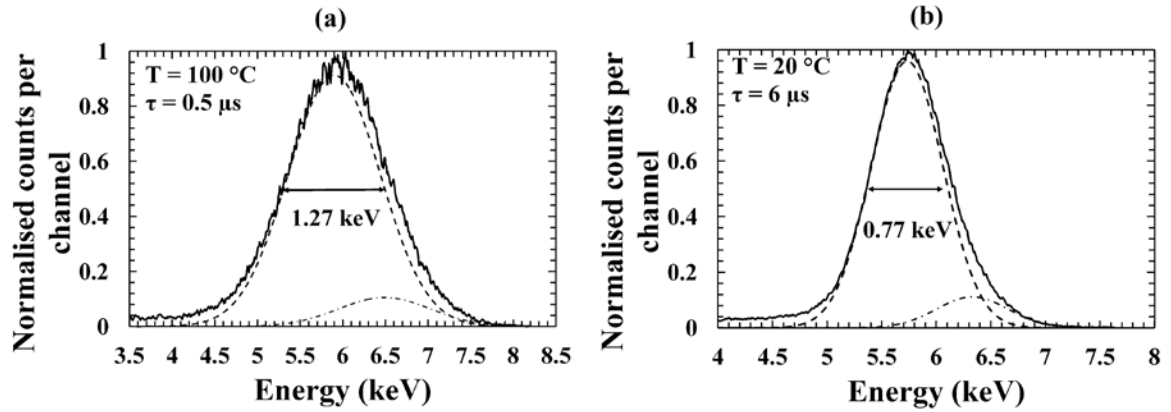 (a)
T = 100 °C
τ = 0.5 μs
1.27 keV
Normalised counts per
channel
1
0.8
0.6
0.4
0.2
0
3.5 4 4.5 5 5.5 6 6.5 7 7.5 8 8.5
Energy (keV)
(b)
T = 20 °C
τ = 6 μs
0.77 keV
Normalised counts per
channel
1
0.8
0.6
0.4
0.2
0
4 4.5 5 5.5 6 6.5 7 7.5 8
Energy (keV)